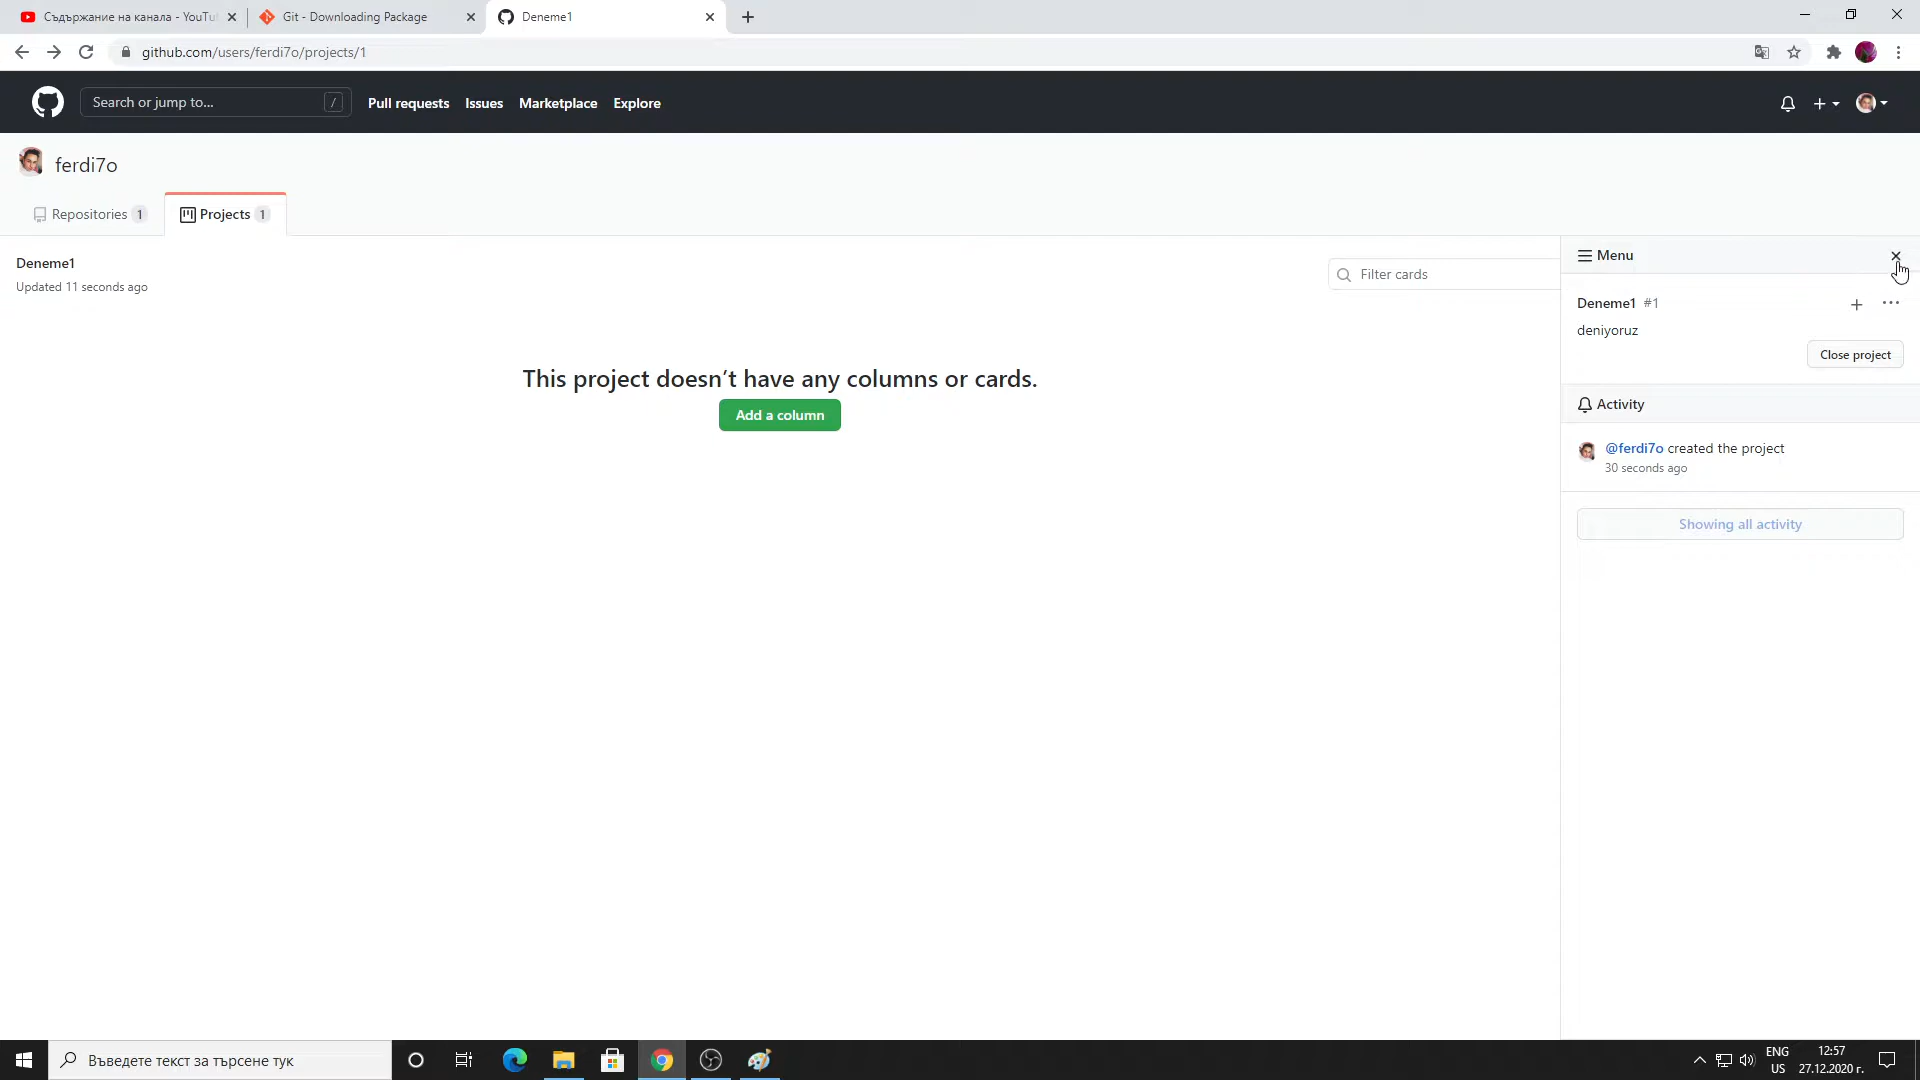 Съдържание на канала - YouTu
Git - Downloading Package
Deneme1
github.com/users/ferdi7o/projects/1
Search or jump to...
/
Pull requests
Issues
Marketplace
Explore
ferdi7o
Repositories 1
Projects 1
Deneme1
Updated 11 seconds ago
Filter cards
This project doesn’t have any columns or cards.
Add a column
Menu
Deneme1 #1
deniyoruz
Close project
Activity
@ferdi7o created the project
30 seconds ago
Showing all activity
Въведете текст за търсене тук
ENG
US
12:57
27.12.2020 г.